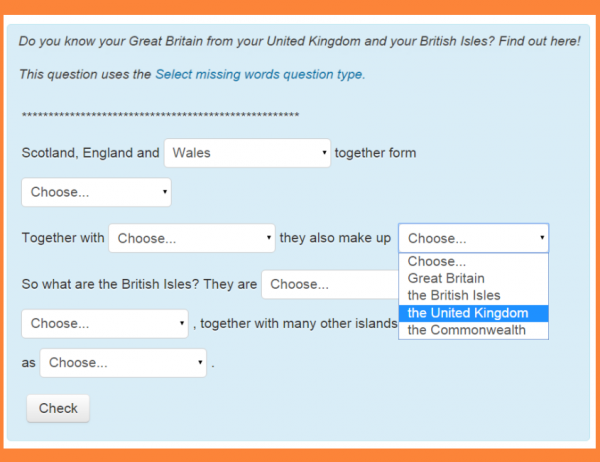 Do you know your Great Britain from your United Kingdom and your British Isles? Find out here!
This question uses the Select missing words question type.
*****************************************************
Scotland, England and Wales together form
Choose...
Together with Choose... they also make up Choose...
Choose...
Great Britain
the British Isles
the United Kingdom
the Commonwealth
So what are the British Isles? They are Choose...
Choose... , together with many other islands
as Choose... .
Check